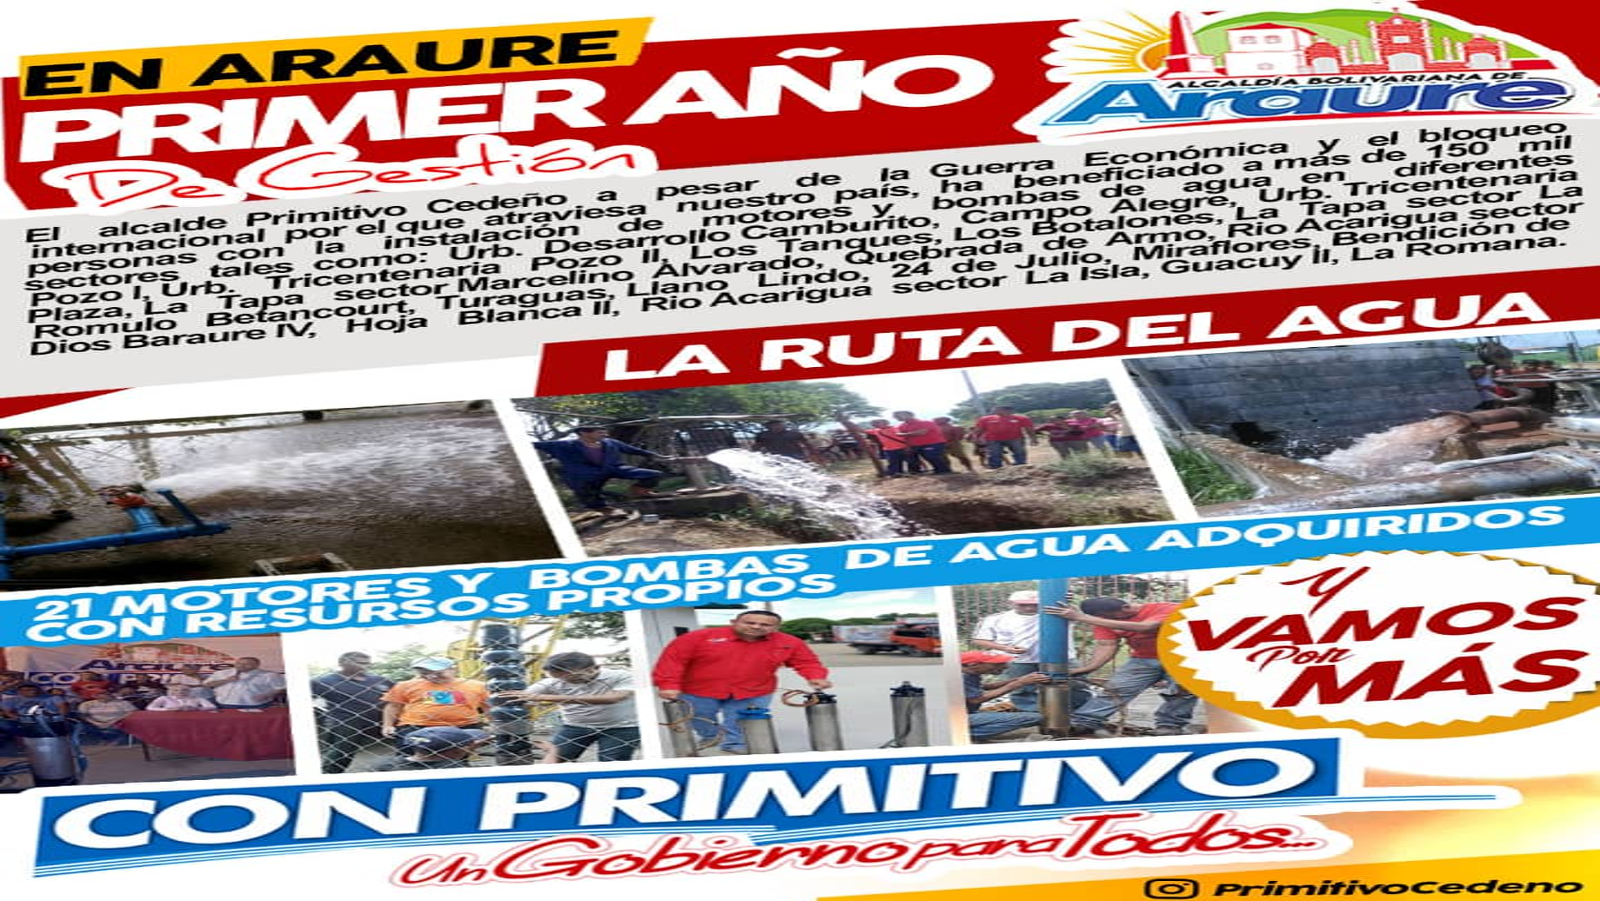 EN ARAURE
PRIMER AÑO
De Gestión
ALCALDÍA BOLIVARIANA DE
Araure
El alcalde Primitivo Cedeño a pesar de la Guerra Económica y el bloqueo
internacional por el que atraviesa nuestro país, ha beneficiado a más de 150 mil
personas con la instalación de motores y bombas de agua en diferentes
sectores tales como: Urb. Desarrollo Camburito, Campo Alegre, Urb. Tricentenaria
Pozo I, Urb. Tricentenaria Pozo II, Los Tanques, Los Botalones, La Tapa sector La
Plaza, La Tapa sector Marcelino Alvarado, Quebrada de Armo, Rio Acarigua sector
Romulo Betancourt, Turaguas, Llano Lindo, 24 de Julio, Miraflores, Bendición de
Dios Baraure IV, Hoja Blanca II, Rio Acarigua sector La Isla, Guacuy II, La Romana.
LA RUTA DEL AGUA
21 MOTORES Y BOMBAS DE AGUA ADQUIRIDOS
CON RESURSOS PROPIOS
Y
VAMOS
Por
MÁS
Araure
CON PRIMITIVO
Un Gobierno para Todos...
PrimitivoCedeno